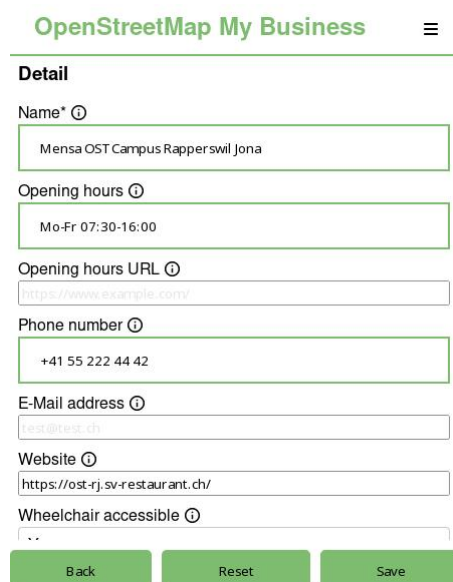 OpenStreetMap My Business
Detail
Name*
Mensa OST Campus Rapperswil Jona
Opening hours
Mo-Fr 07:30-16:00
Opening hours URL
https://www.example.com/
Phone number
+41 55 222 44 42
E-Mail address
test@test.ch
Website
https://ost-rj.sv-restaurant.ch/
Wheelchair accessible
Back Reset Save